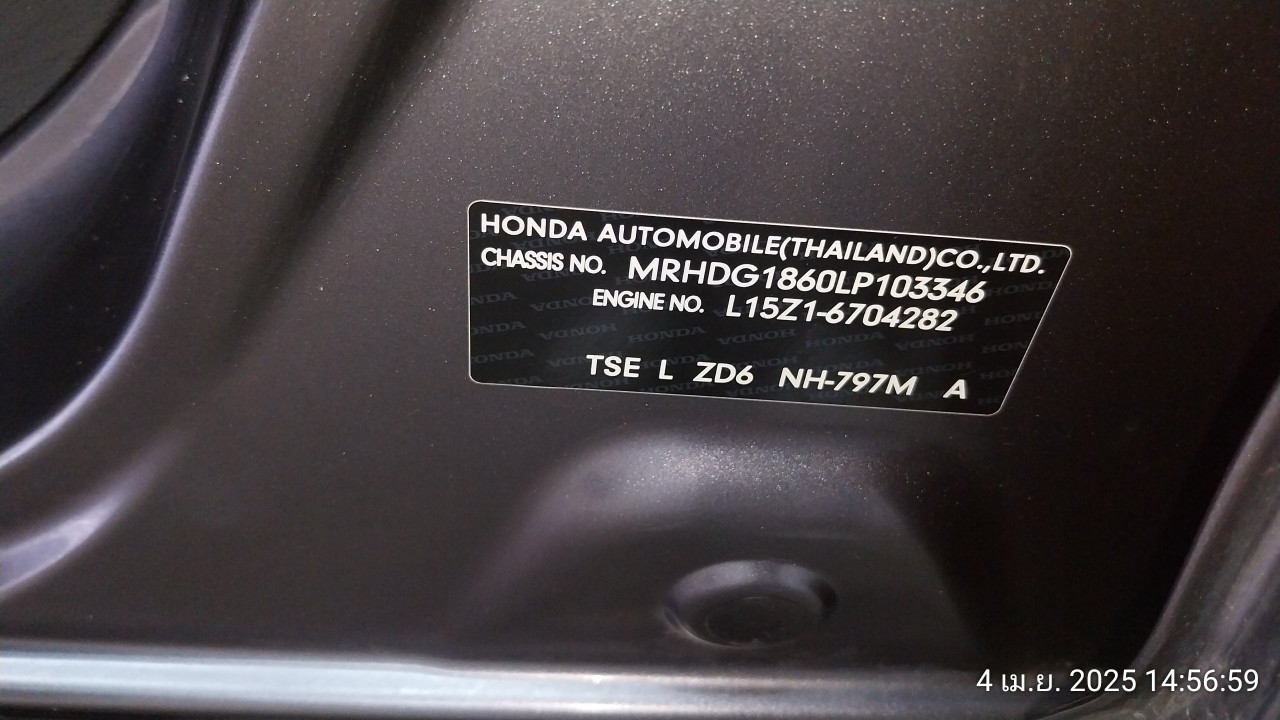 HONDA AUTOMOBILE(THAILAND)CO.,LTD.
CHASSIS NO. MRHDG1860LP103346
ENGINE NO. L15Z1-6704282
TSE L ZD6 NH-797M A
4 เม.ย. 2025 14:56:59